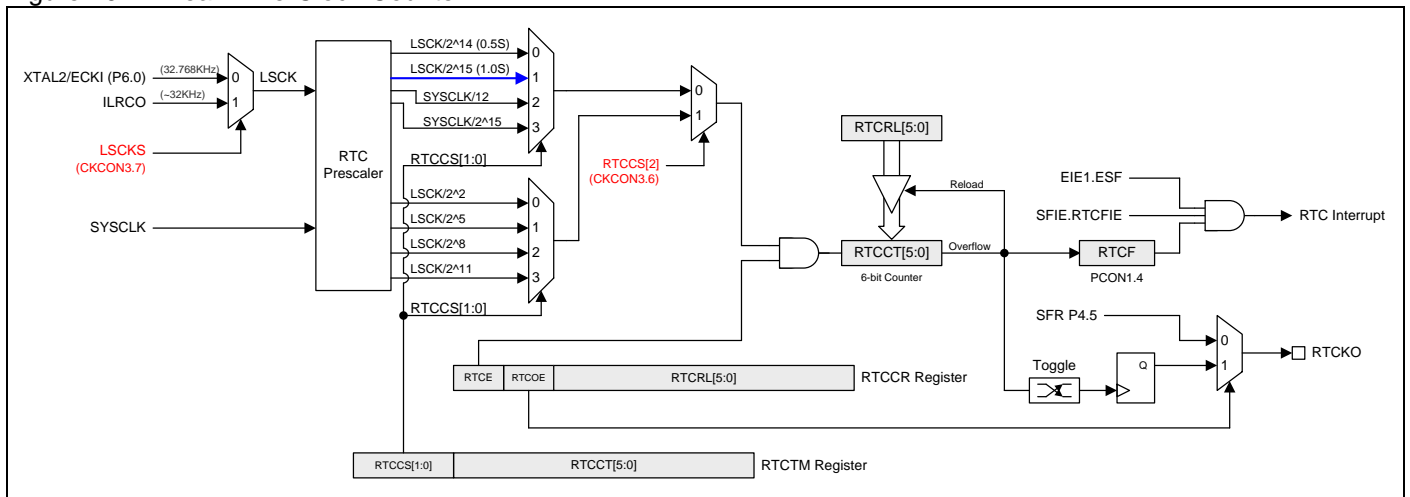 XTAL2/ECKI (P6.0)
(32.768KHz)
0
LSCK
ILRCO
(~32KHz)
1
LSCKS
(CKCON3.7)
SYSCLK
RTC
Prescaler
LSCK/2^14 (0.5S)
0
LSCK/2^15 (1.0S)
1
SYSCLK/12
2
SYSCLK/2^15
3
RTCCS[1:0]
LSCK/2^2
0
LSCK/2^5
1
LSCK/2^8
2
LSCK/2^11
3
RTCCS[1:0]
0
1
RTCCS[2]
(CKCON3.6)
RTCRL[5:0]
Reload
RTCCT[5:0]
Overflow
6-bit Counter
EIE1.ESF
SFIE.RTCFIE
RTC Interrupt
RTCF
PCON1.4
SFR P4.5
0
1
RTCKO
Toggle
Q
RTCE
RTCOE
RTCRL[5:0]
RTCCR Register
RTCCS[1:0]
RTCCT[5:0]
RTCTM Register